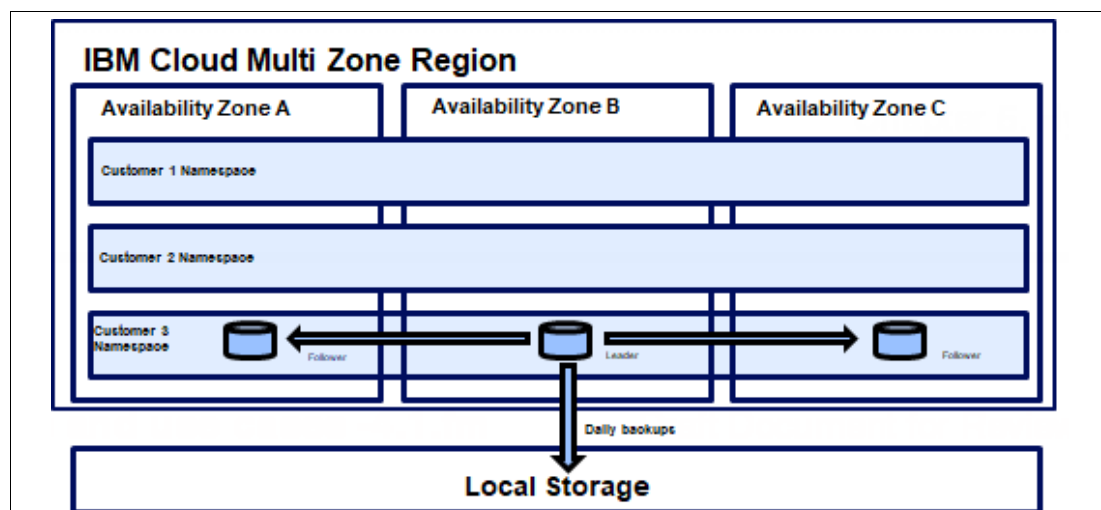 IBM Cloud Multi Zone Region
Availability Zone A
Availability Zone B
Availability Zone C
Customer 1 Namespace
Customer 2 Namespace
Customer 3
Namespace
Follower
Leader
Follower
Daily backups
Local Storage